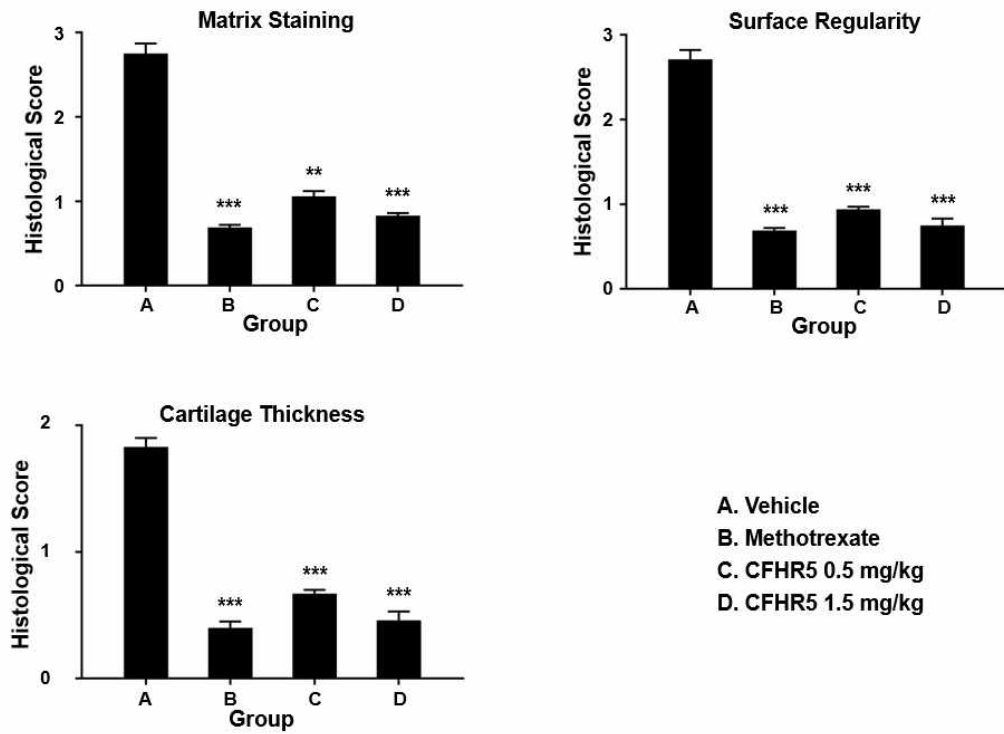 Matrix Staining
Histological Score
3
2
1
0
***
**
***
A
B
C
D
Group
Surface Regularity
Histological Score
3
2
1
0
***
***
***
A
B
C
D
Group
Cartilage Thickness
Histological Score
2
1
0
***
***
***
A
B
C
D
Group
A. Vehicle
B. Methotrexate
C. CFHR5 0.5 mg/kg
D. CFHR5 1.5 mg/kg